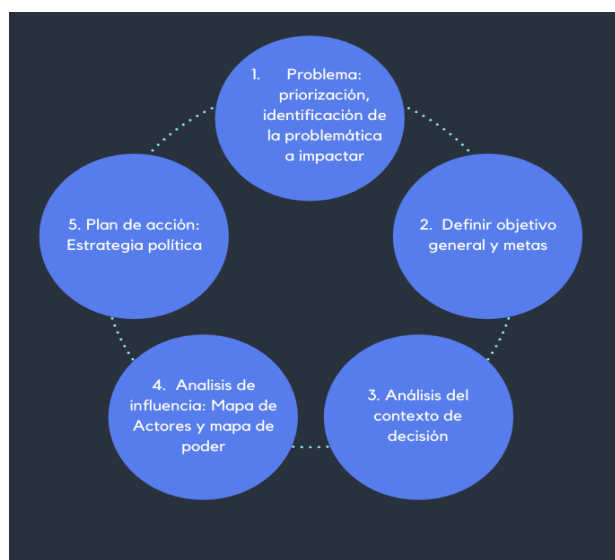 1. Problema:
priorización,
identificación de
la problemática
a impactar
2. Definir objetivo
general y metas
3. Análisis del
contexto de
decisión
4. Analisis de
influencia: Mapa de
Actores y mapa de
poder
5. Plan de acción:
Estrategia política